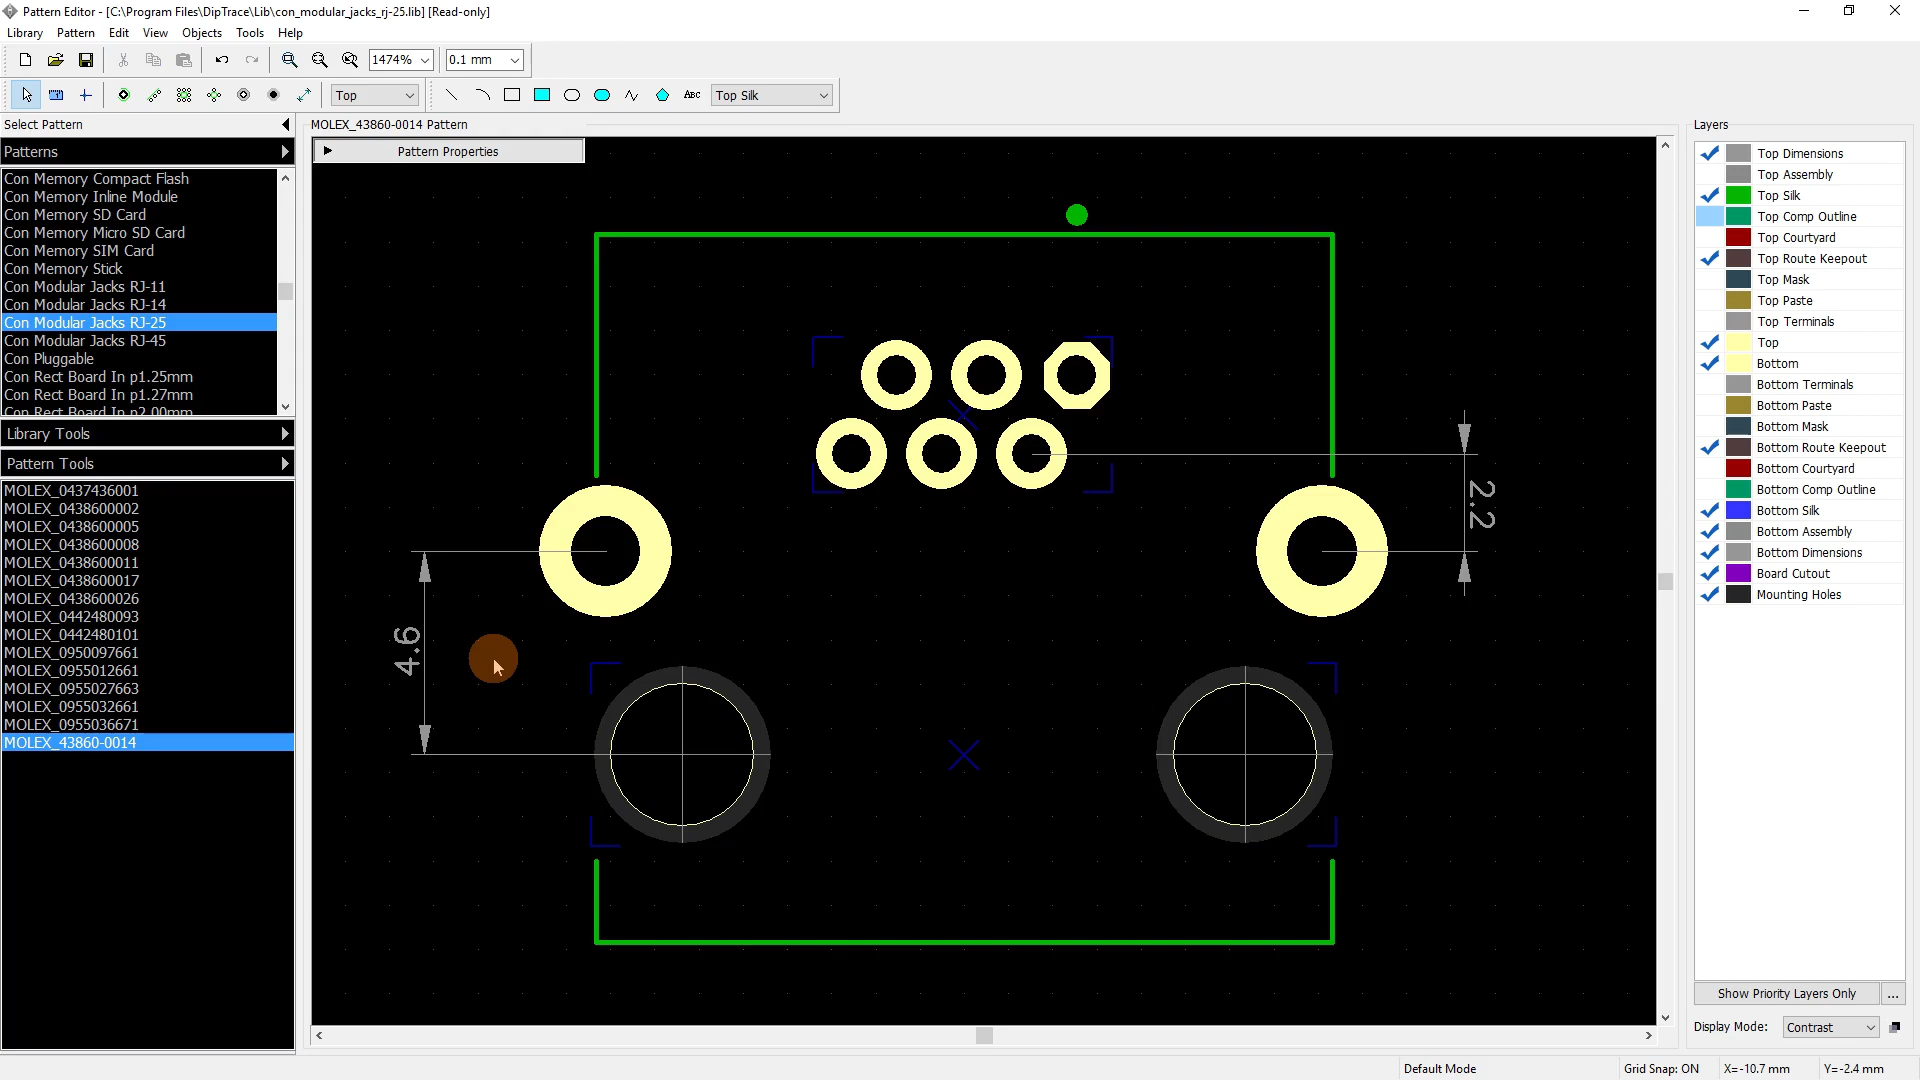 Pattern Editor - [C:\Program Files\DipTrace\Lib\con_modular_jacks_rj-25.lib] [Read-only]
Library Pattern Edit View Objects Tools Help
1474% 0.1 mm
Top Abc Top Silk
Select Pattern
Patterns
Con Memory Compact Flash
Con Memory Inline Module
Con Memory SD Card
Con Memory Micro SD Card
Con Memory SIM Card
Con Memory Stick
Con Modular Jacks RJ-11
Con Modular Jacks RJ-14
Con Modular Jacks RJ-25
Con Modular Jacks RJ-45
Con Pluggable
Con Rect Board In p1.25mm
Con Rect Board In p1.27mm
Con Rect Board In p2.00mm
Library Tools
Pattern Tools
MOLEX_0437436001
MOLEX_0438600002
MOLEX_0438600005
MOLEX_0438600008
MOLEX_0438600011
MOLEX_0438600017
MOLEX_0438600026
MOLEX_0442480093
MOLEX_0442480101
MOLEX_0950097661
MOLEX_0955012661
MOLEX_0955027663
MOLEX_0955032661
MOLEX_0955036671
MOLEX_43860-0014
MOLEX_43860-0014 Pattern
Pattern Properties
4.6
2.2
Layers
Top Dimensions
Top Assembly
Top Silk
Top Comp Outline
Top Courtyard
Top Route Keepout
Top Mask
Top Paste
Top Terminals
Top
Bottom
Bottom Terminals
Bottom Paste
Bottom Mask
Bottom Route Keepout
Bottom Courtyard
Bottom Comp Outline
Bottom Silk
Bottom Assembly
Bottom Dimensions
Board Cutout
Mounting Holes
Show Priority Layers Only ...
Display Mode: Contrast
Default Mode Grid Snap: ON X=-10.7 mm Y=-2.4 mm